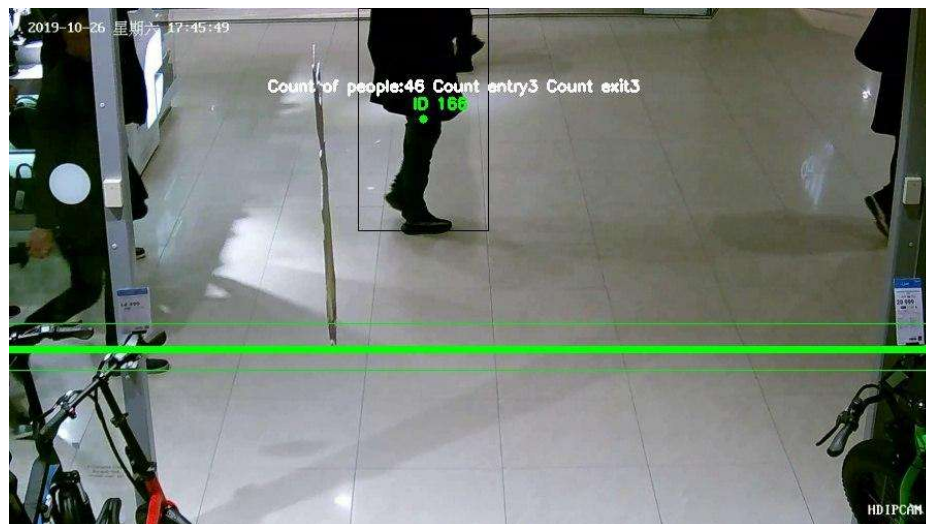 2019-10-26 星期六 17:45:49
Count of people:46 Count entry3 Count exit3
ID 166
HDIPCAM